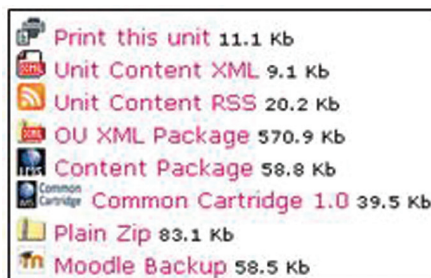 Print this unit 11.1 Kb
Unit Content XML 9.1 Kb
Unit Content RSS 20.2 Kb
OU XML Package 570.9 Kb
Content Package 58.8 Kb
Common Cartridge Common Cartridge 1.0 39.5 Kb
Plain Zip 83.1 Kb
Moodle Backup 58.5 Kb